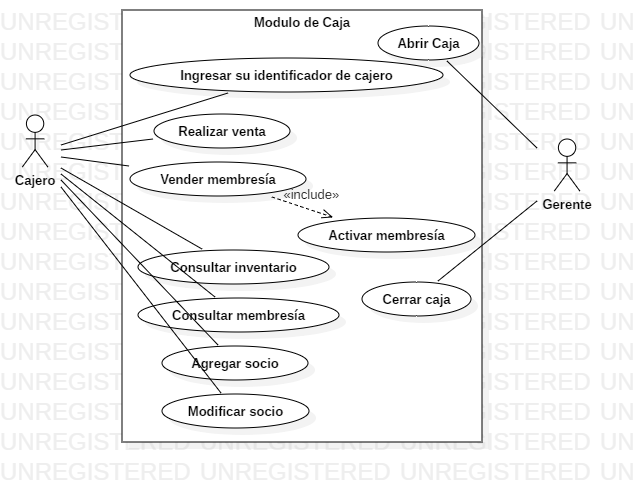 Modulo de Caja
Abrir Caja
Ingresar su identificador de cajero
Realizar venta
Cajero
Vender membresía
«include»
Gerente
Activar membresía
Consultar inventario
Cerrar caja
Consultar membresía
Agregar socio
Modificar socio
UNREGISTERED UNREGISTERED UNREGISTERED UN